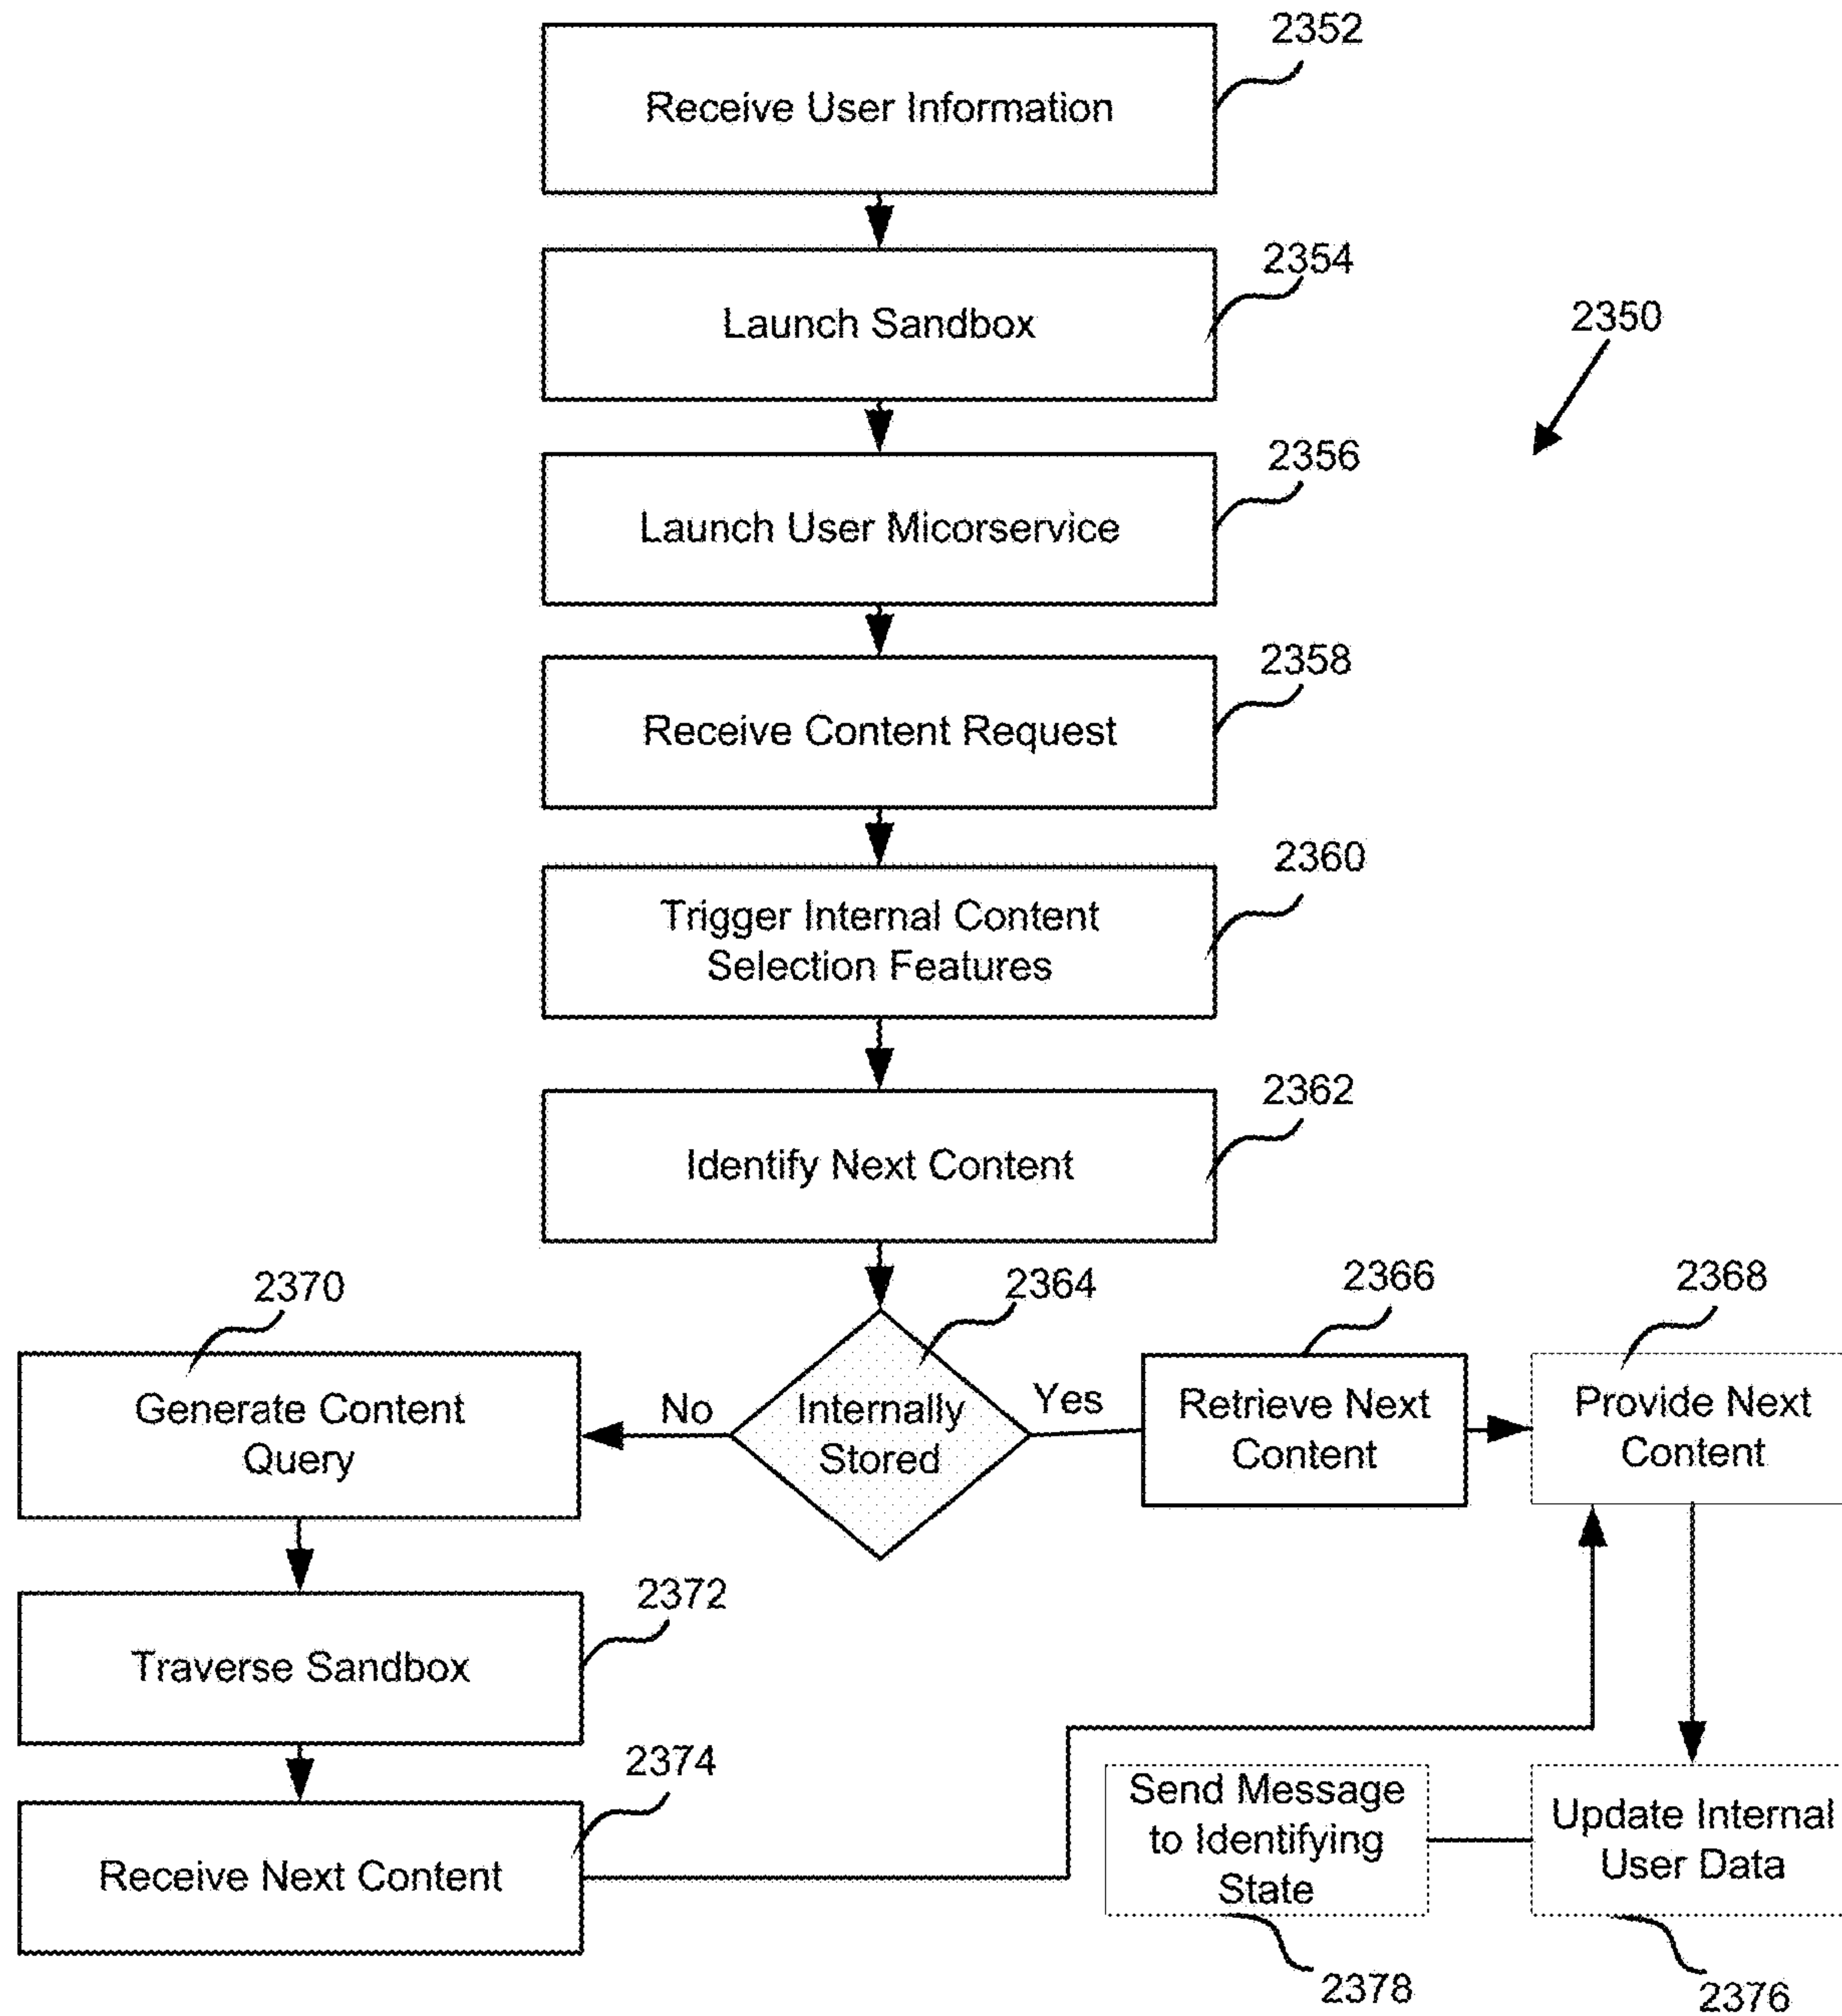 2352
Receive User Information
2354
Launch Sandbox
2350
2356
Launch User Micorservice
2358
Receive Content Request
2360
Trigger Internal Content
Selection Features
2362
Identify Next Content
2364
2366
2368
2370
Generate Content
Query
No
Internally
Stored
Yes
Retrieve Next
Content
Provide Next
Content
2372
Traverse Sandbox
2374
Receive Next Content
Send Message
to Identifying
State
Update Internal
User Data
2378
2376